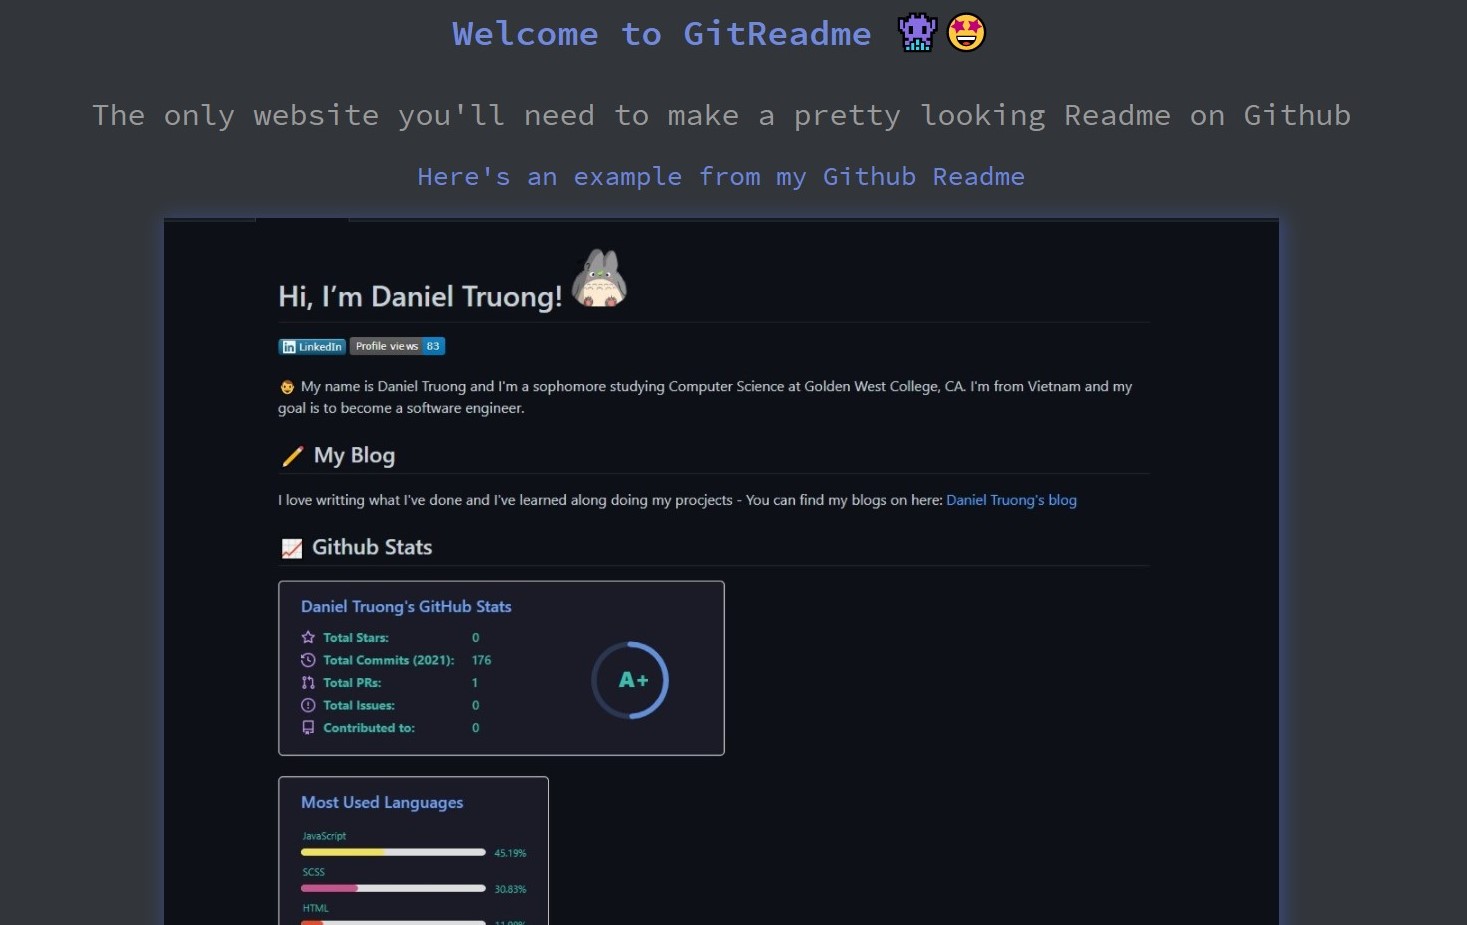 Welcome to GitReadme
The only website you'll need to make a pretty looking Readme on Github
Here's an example from my Github Readme
Hi, I'm Daniel Truong!
in LinkedIn Profile views 83
My name is Daniel Truong and I'm a sophomore studying Computer Science at Golden West College, CA. I'm from Vietnam and my
goal is to become a software engineer.
My Blog
I love writting what I've done and I've learned along doing my procjects - You can find my blogs on here: Daniel Truong's blog
Github Stats
Daniel Truong's GitHub Stats
Total Stars: 0
Total Commits (2021): 176
Total PRs: 1
Total Issues: 0
Contributed to: 0
A+
Most Used Languages
JavaScript
45.19%
SCSS
30.83%
HTML